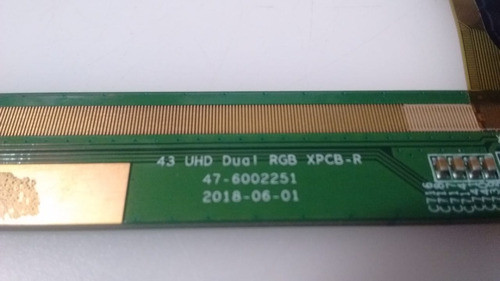 43 UHD Dual RGB XPCB-R
47-6002251
2018-06-01